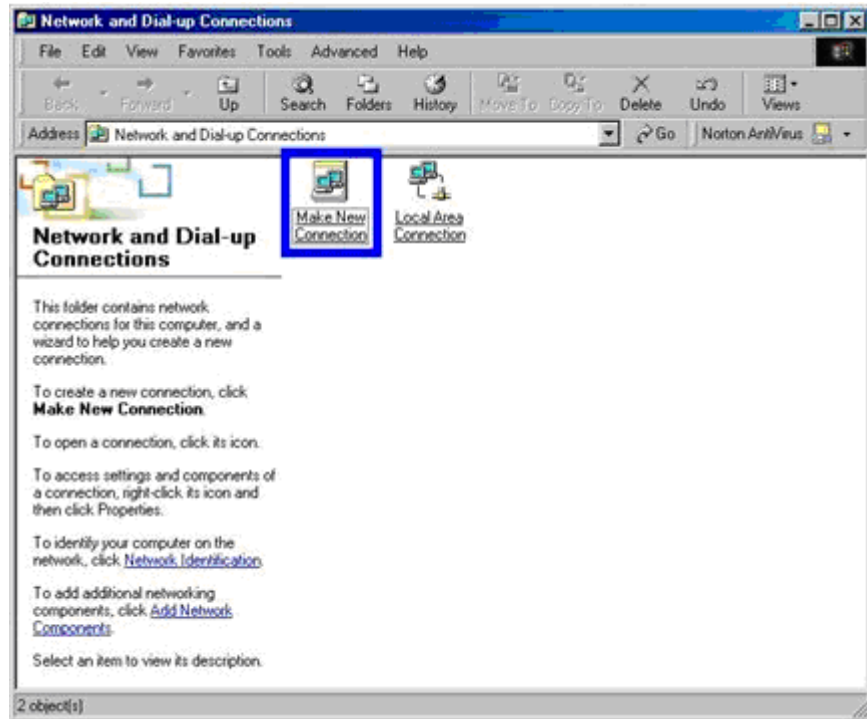 Network and Dial-up Connections
File Edit View Favorites Tools Advanced Help
Back Forward Up Search Folders History Move To Copy To Delete Undo Views
Address Network and Dial-up Connections Go Norton AntiVirus
Make New
Connection
Local Area
Connection
Network and Dial-up
Connections
This folder contains network
connections for this computer, and a
wizard to help you create a new
connection.
To create a new connection, click
Make New Connection.
To open a connection, click its icon.
To access settings and components of
a connection, right-click its icon and
then click Properties.
To identify your computer on the
network, click Network Identification.
To add additional networking
components, click Add Network
Components.
Select an item to view its description.
2 object(s)